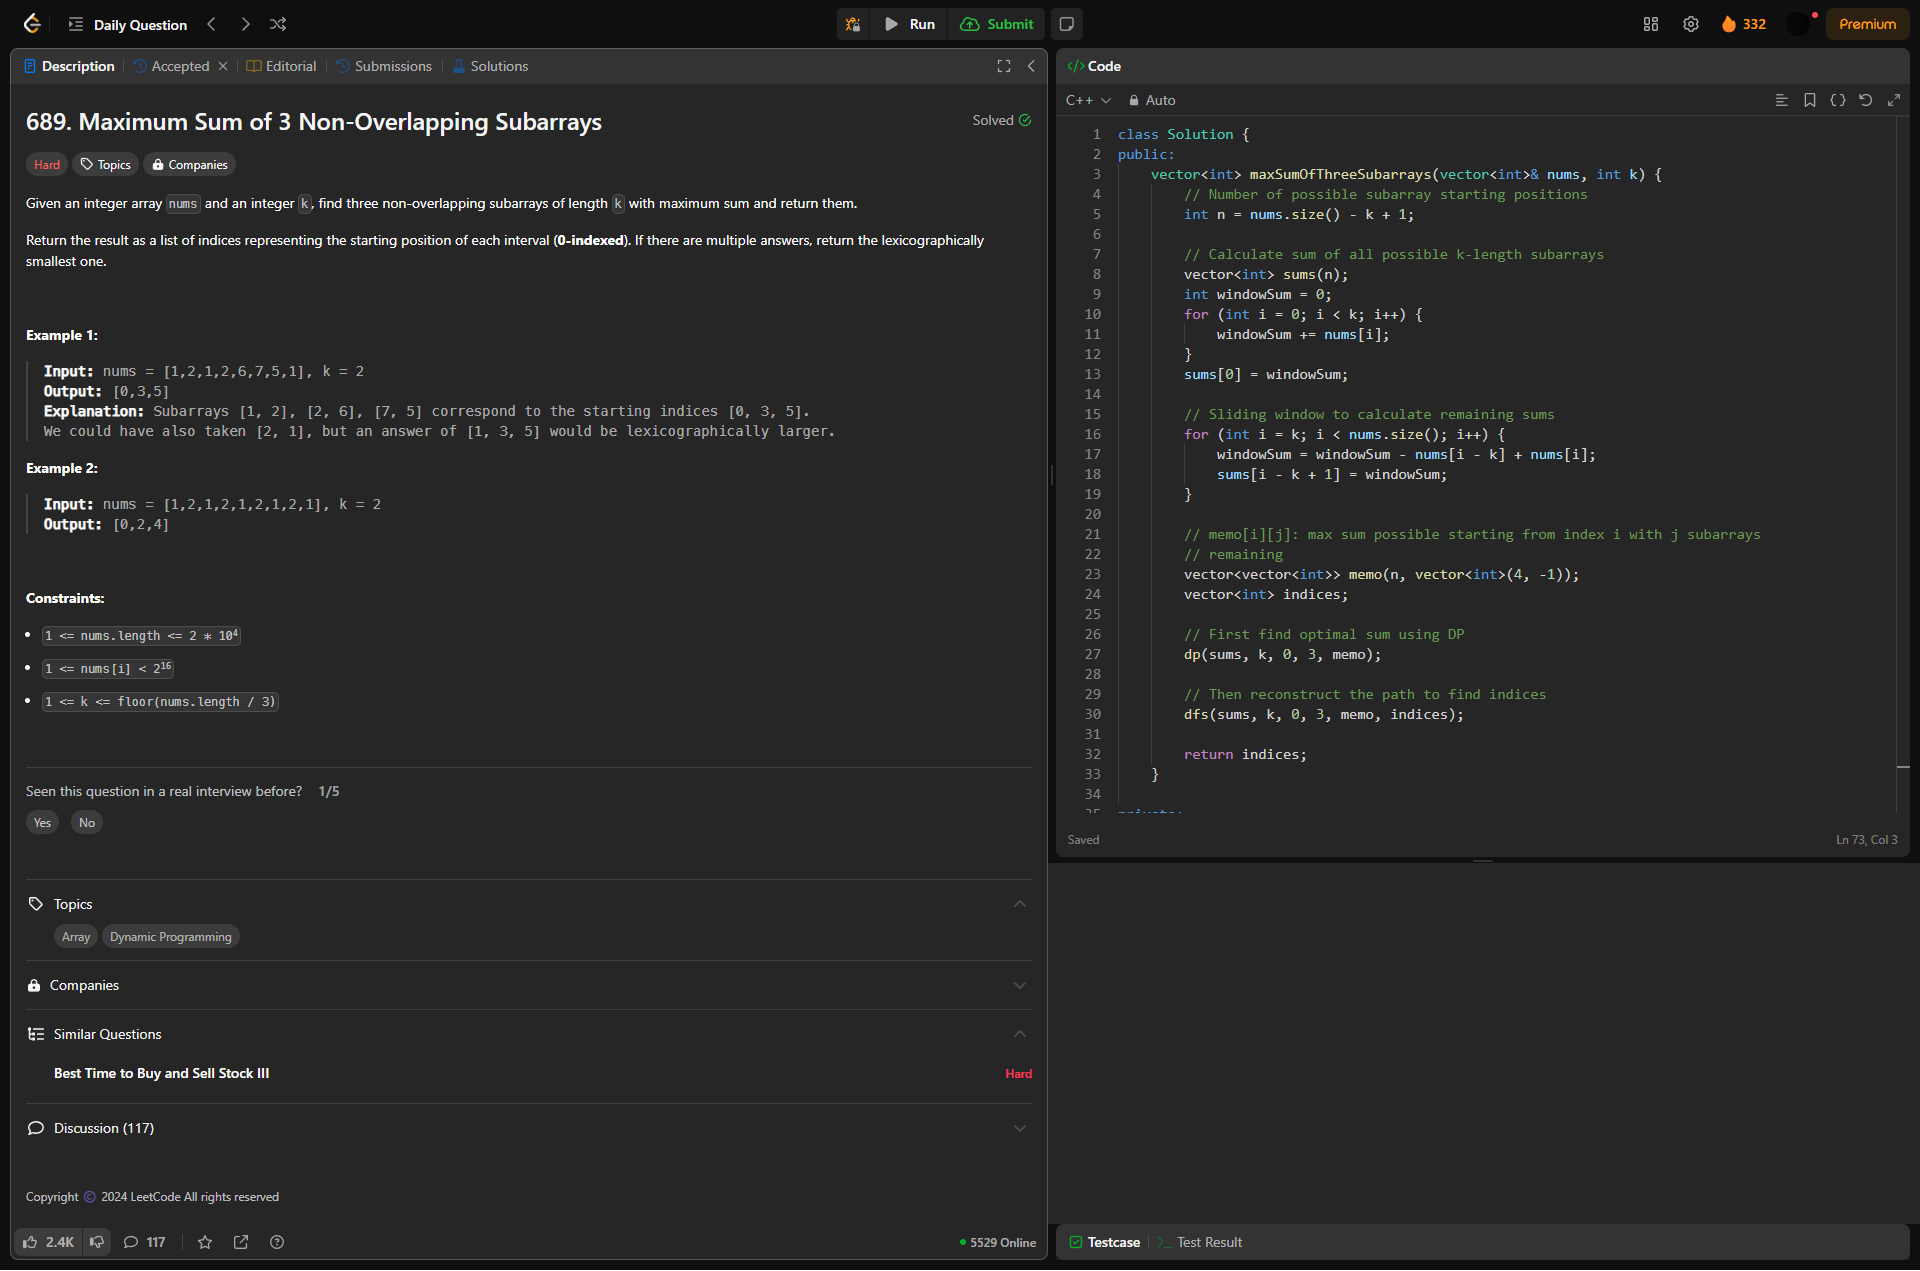 Daily Question
Run
Submit
332
Premium
Description
Accepted
Editorial
Submissions
Solutions
689. Maximum Sum of 3 Non-Overlapping Subarrays
Solved
Hard
Topics
Companies
Given an integer array nums and an integer k, find three non-overlapping subarrays of length k with maximum sum and return them.
Return the result as a list of indices representing the starting position of each interval (0-indexed). If there are multiple answers, return the lexicographically
smallest one.
Example 1:
Input: nums = [1,2,1,2,6,7,5,1], k = 2
Output: [0,3,5]
Explanation: Subarrays [1, 2], [2, 6], [7, 5] correspond to the starting indices [0, 3, 5].
We could have also taken [2, 1], but an answer of [1, 3, 5] would be lexicographically larger.
Example 2:
Input: nums = [1,2,1,2,1,2,1,2,1], k = 2
Output: [0,2,4]
Constraints:
• 1 <= nums.length <= 2 * 10⁴
• 1 <= nums[i] < 2¹⁶
• 1 <= k <= floor(nums.length / 3)
Seen this question in a real interview before? 1/5
Yes
No
Topics
Array
Dynamic Programming
Companies
Similar Questions
Best Time to Buy and Sell Stock III
Hard
Discussion (117)
Copyright © 2024 LeetCode All rights reserved
2.4K
117
5529 Online
</> Code
C++
Auto
1 class Solution {
2 public:
3     vector<int> maxSumOfThreeSubarrays(vector<int>& nums, int k) {
4         // Number of possible subarray starting positions
5         int n = nums.size() - k + 1;
6
7         // Calculate sum of all possible k-length subarrays
8         vector<int> sums(n);
9         int windowSum = 0;
10         for (int i = 0; i < k; i++) {
11             windowSum += nums[i];
12         }
13         sums[0] = windowSum;
14
15         // Sliding window to calculate remaining sums
16         for (int i = k; i < nums.size(); i++) {
17             windowSum = windowSum - nums[i - k] + nums[i];
18             sums[i - k + 1] = windowSum;
19         }
20
21         // memo[i][j]: max sum possible starting from index i with j subarrays
22         // remaining
23         vector<vector<int>> memo(n, vector<int>(4, -1));
24         vector<int> indices;
25
26         // First find optimal sum using DP
27         dp(sums, k, 0, 3, memo);
28
29         // Then reconstruct the path to find indices
30         dfs(sums, k, 0, 3, memo, indices);
31
32         return indices;
33     }
34
35 private:
Saved
Ln 73, Col 3
Testcase
Test Result